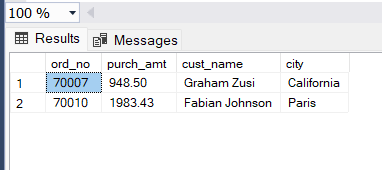 100 %
Results Messages
ord_no purch_amt cust_name city
1 70007 948.50 Graham Zusi California
2 70010 1983.43 Fabian Johnson Paris